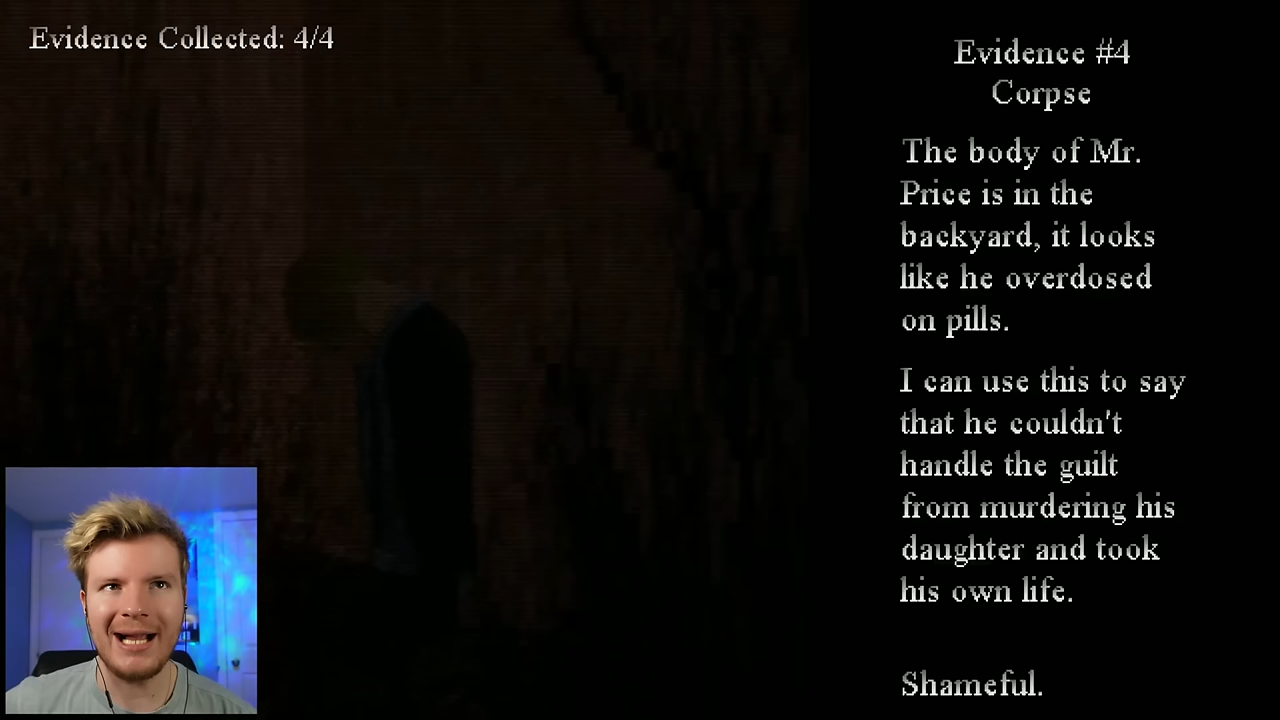 Evidence Collected: 4/4
Evidence #4
Corpse
The body of Mr.
Price is in the
backyard, it looks
like he overdosed
on pills.
I can use this to say
that he couldn't
handle the guilt
from murdering his
daughter and took
his own life.
Shameful.